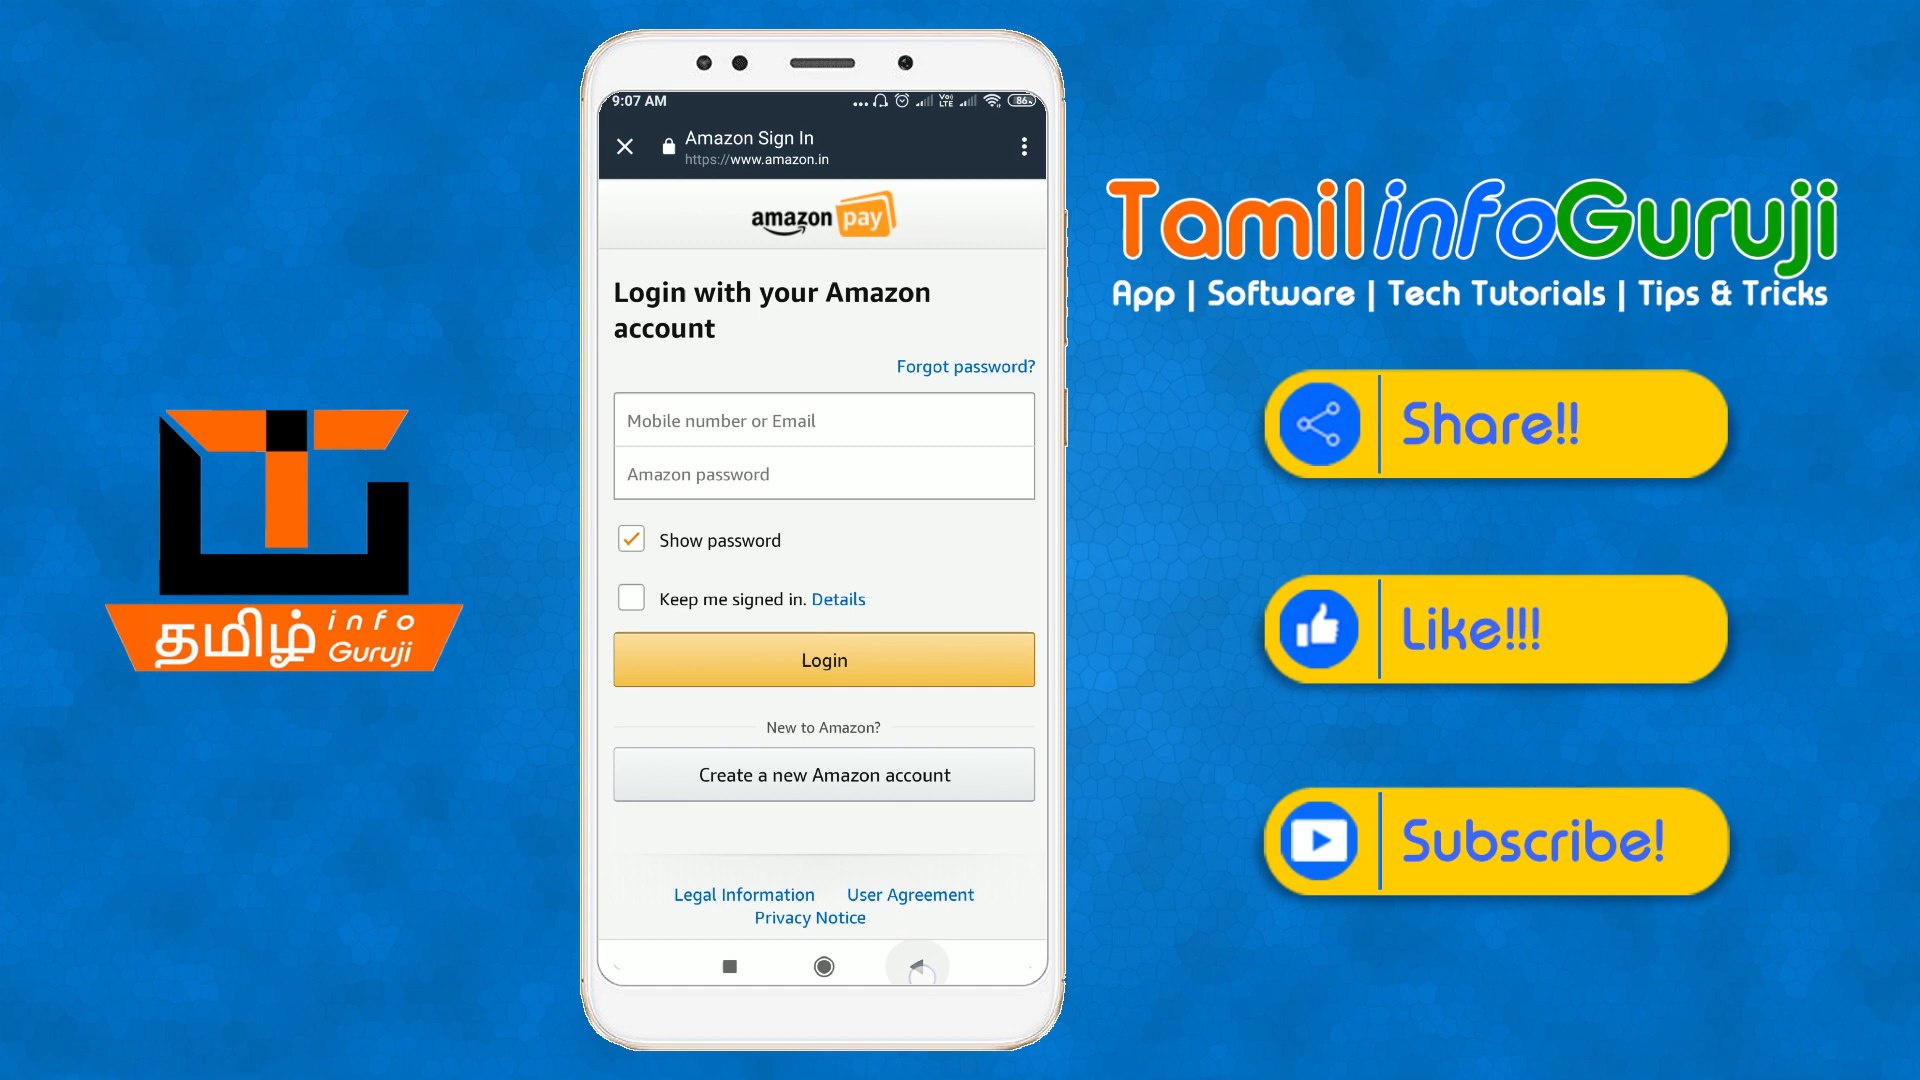 தமிழ் info
Guruji
9:07 AM
Vo)
LTE
86
Amazon Sign In
https://www.amazon.in
amazon pay
Login with your Amazon
account
Forgot password?
Mobile number or Email
Amazon password
Show password
Keep me signed in. Details
Login
New to Amazon?
Create a new Amazon account
Legal Information User Agreement
Privacy Notice
TamilinfoGuruji
App | Software | Tech Tutorials | Tips & Tricks
Share!!
Like!!!
Subscribe!